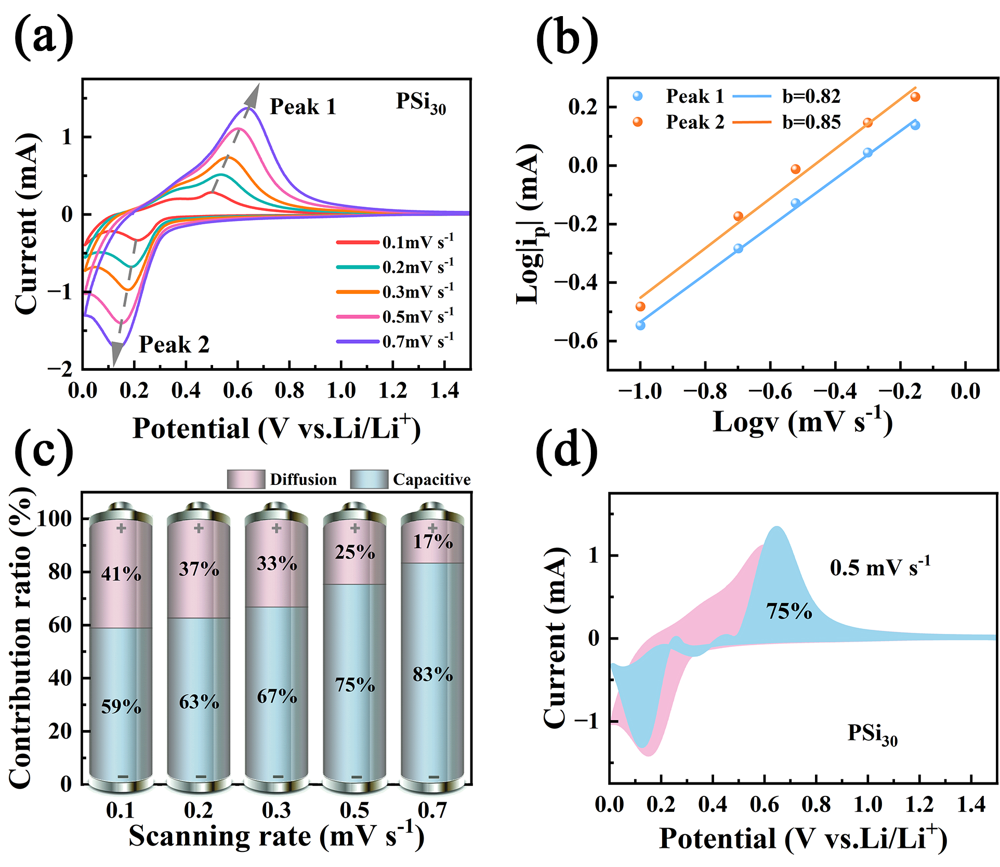 (a)
PSi30
Peak 1
Peak 2
0.1mV s-1
0.2mV s-1
0.3mV s-1
0.5mV s-1
0.7mV s-1
Current (mA)
1
0
−1
−2
0.0 0.2 0.4 0.6 0.8 1.0 1.2 1.4
Potential (V vs.Li/Li+)
(b)
Peak 1 b=0.82
Peak 2 b=0.85
Log|ip| (mA)
0.2
0.0
−0.2
−0.4
−0.6
−1.0 −0.8 −0.6 −0.4 −0.2 0.0
Logv (mV s-1)
(c)
Diffusion Capacitive
Contribution ratio (%)
100
80
60
40
20
0
+ + + + +
41% 37% 33% 25% 17%
59% 63% 67% 75% 83%
− − − − −
0.1 0.2 0.3 0.5 0.7
Scanning rate (mV s-1)
(d)
0.5 mV s-1
75%
PSi30
Current (mA)
1
0
−1
0.0 0.2 0.4 0.6 0.8 1.0 1.2 1.4
Potential (V vs.Li/Li+)